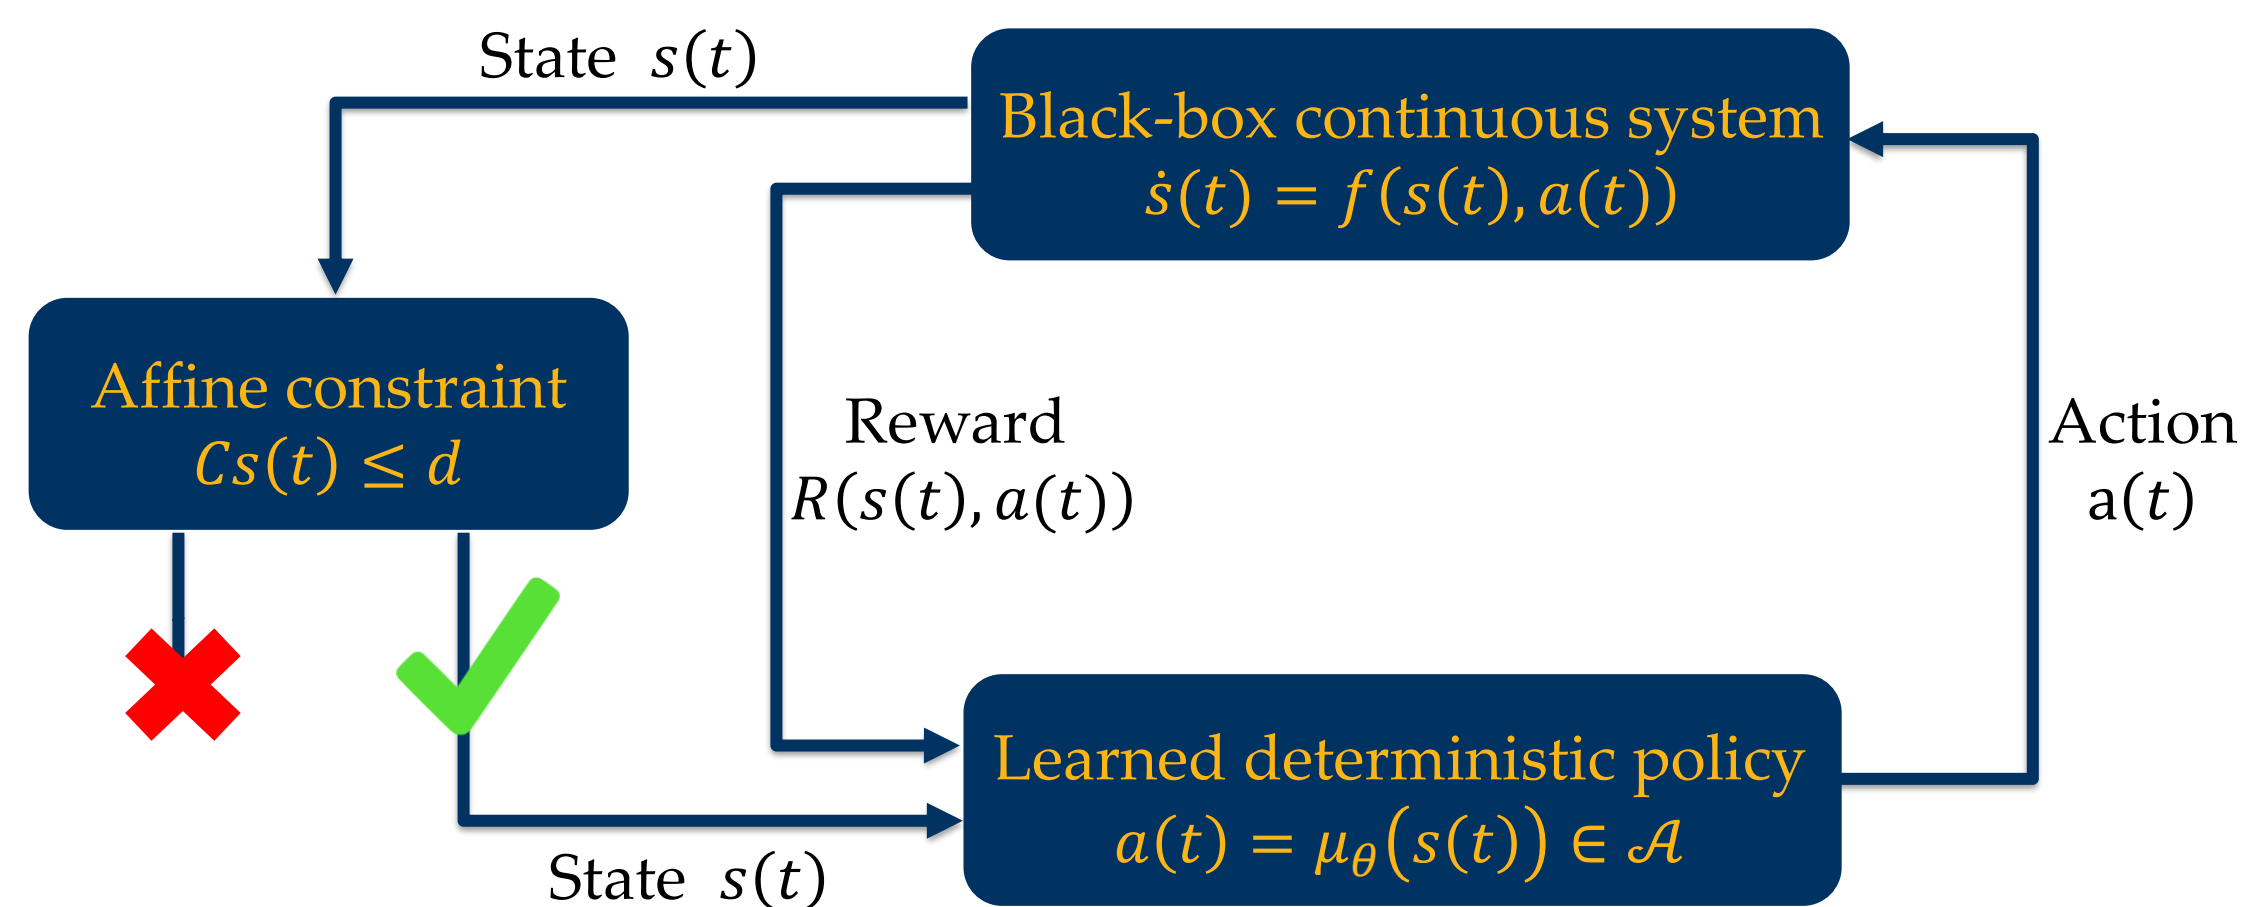 State s(t)
Black-box continuous system
ṡ(t) = f(s(t), a(t))
Affine constraint
Cs(t) ≤ d
Reward
R(s(t), a(t))
Action
a(t)
Learned deterministic policy
a(t) = μ_θ(s(t)) ∈ 𝒜
State s(t)